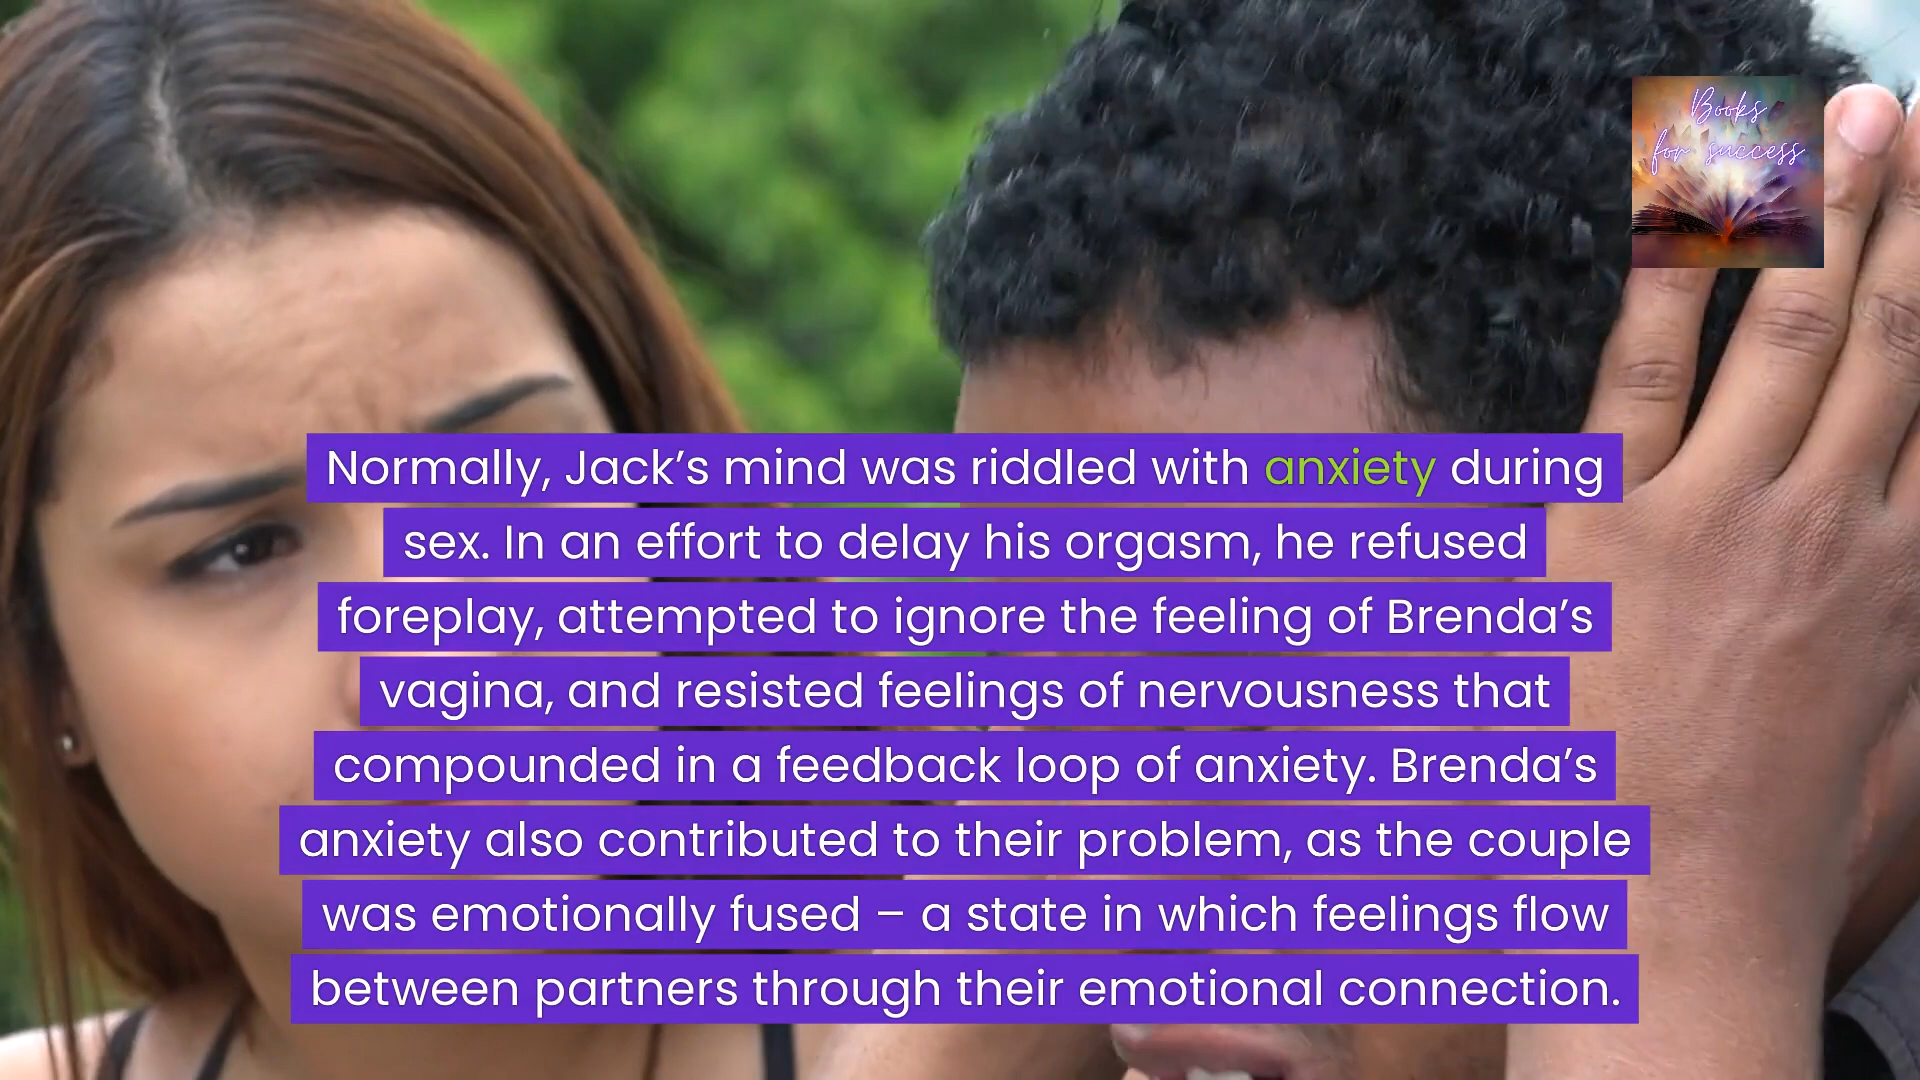 Books
for success
Normally, Jack’s mind was riddled with anxiety during
sex. In an effort to delay his orgasm, he refused
foreplay, attempted to ignore the feeling of Brenda’s
vagina, and resisted feelings of nervousness that
compounded in a feedback loop of anxiety. Brenda’s
anxiety also contributed to their problem, as the couple
was emotionally fused – a state in which feelings flow
between partners through their emotional connection.